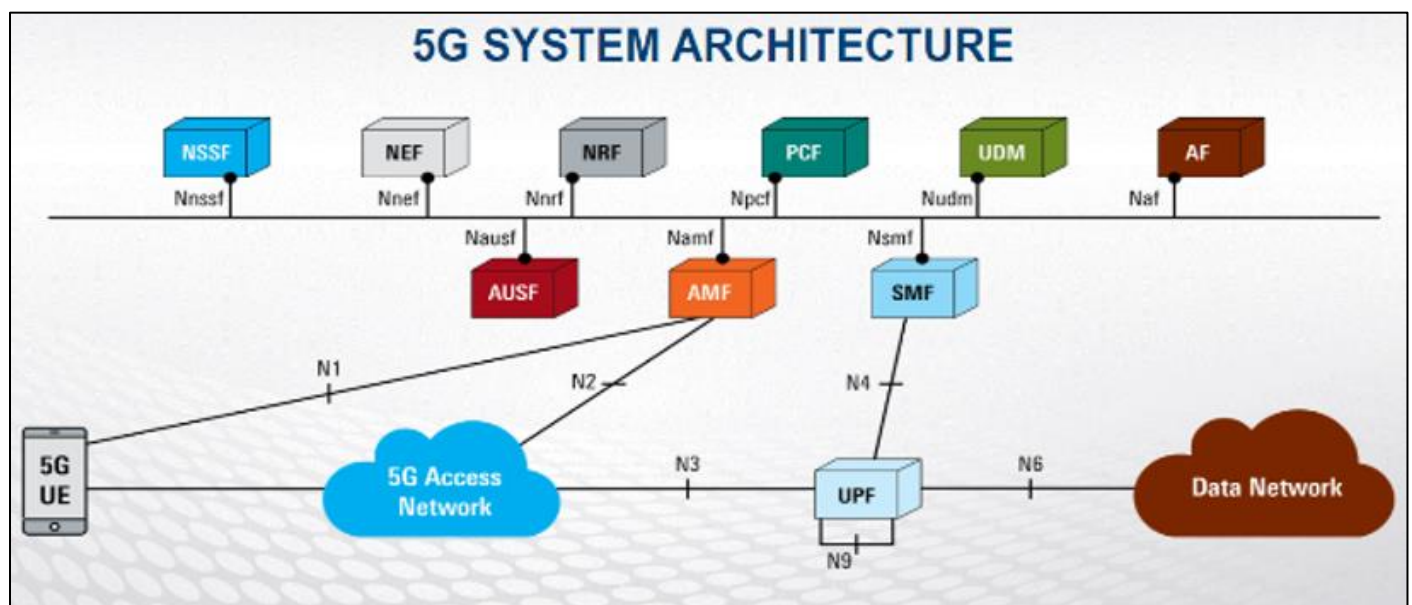 5G SYSTEM ARCHITECTURE
NSSF
NEF
NRF
PCF
UDM
AF
Nnssf
Nnef
Nnrf
Npcf
Nudm
Naf
Nausf
Namf
Nsmf
AUSF
AMF
SMF
N1
N2
N4
5G
UE
5G Access
Network
N3
UPF
N6
Data Network
N9